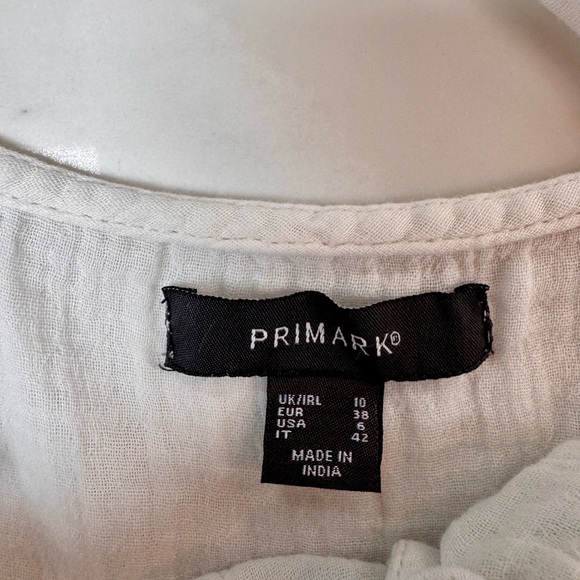 PRIMARK®
UK/IRL 10
EUR 38
USA 6
IT 42
MADE IN
INDIA